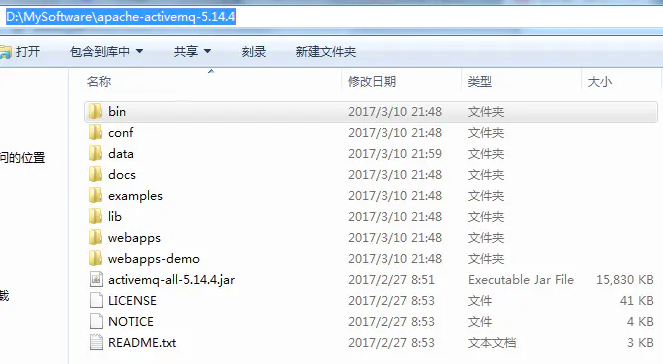 D:\MySoftware\apache-activemq-5.14.4
打开 包含到库中 共享 刻录 新建文件夹
名称 修改日期 类型 大小
bin 2017/3/10 21:48 文件夹
conf 2017/3/10 21:48 文件夹
问的位置 data 2017/3/10 21:59 文件夹
docs 2017/3/10 21:48 文件夹
examples 2017/3/10 21:48 文件夹
lib 2017/3/10 21:48 文件夹
webapps 2017/3/10 21:48 文件夹
webapps-demo 2017/3/10 21:48 文件夹
activemq-all-5.14.4.jar 2017/2/27 8:51 Executable Jar File 15,830 KB
载 LICENSE 2017/2/27 8:53 文件 41 KB
NOTICE 2017/2/27 8:53 文件 4 KB
README.txt 2017/2/27 8:53 文本文档 3 KB